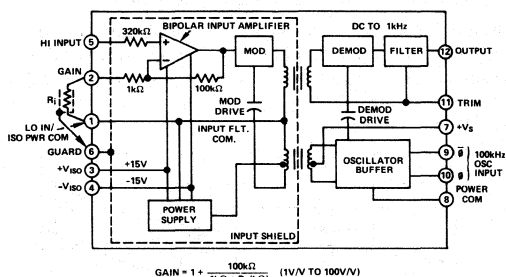 BIPOLAR INPUT AMPLIFIER
DC TO 1kHz
HI INPUT 5
320kΩ
+
−
MOD
DEMOD
FILTER
12 OUTPUT
GAIN
2
1kΩ
100kΩ
MOD
DRIVE
DEMOD
DRIVE
11
TRIM
Ri
LO IN/
ISO PWR COM
1
INPUT FLT.
COM.
7 +VS
GUARD 6
OSCILLATOR
BUFFER
9 ø
10 ø
100kHz
OSC
INPUT
+VISO 3 +15V
−VISO 4 −15V
POWER
COM
8
POWER
SUPPLY
INPUT SHIELD
GAIN = 1 + 100kΩ (1V/V TO 100V/V)